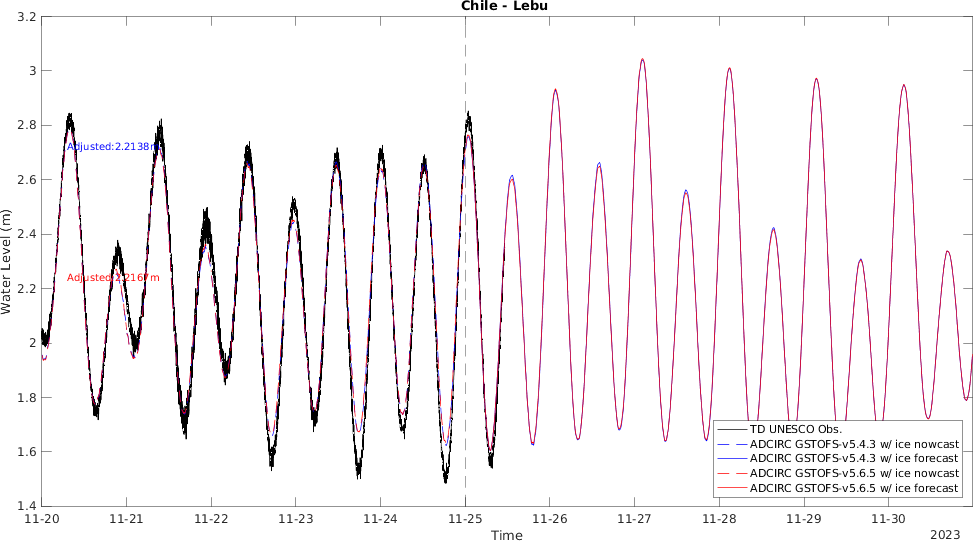 Chile - Lebu
3.2
3
2.8
2.6
2.4
2.2
2
1.8
1.6
1.4
Water Level (m)
Adjusted:2.2138m
Adjusted:2.2167m
TD UNESCO Obs.
ADCIRC GSTOFS-v5.4.3 w/ ice nowcast
ADCIRC GSTOFS-v5.4.3 w/ ice forecast
ADCIRC GSTOFS-v5.6.5 w/ ice nowcast
ADCIRC GSTOFS-v5.6.5 w/ ice forecast
11-20 11-21 11-22 11-23 11-24 11-25 11-26 11-27 11-28 11-29 11-30
Time
2023